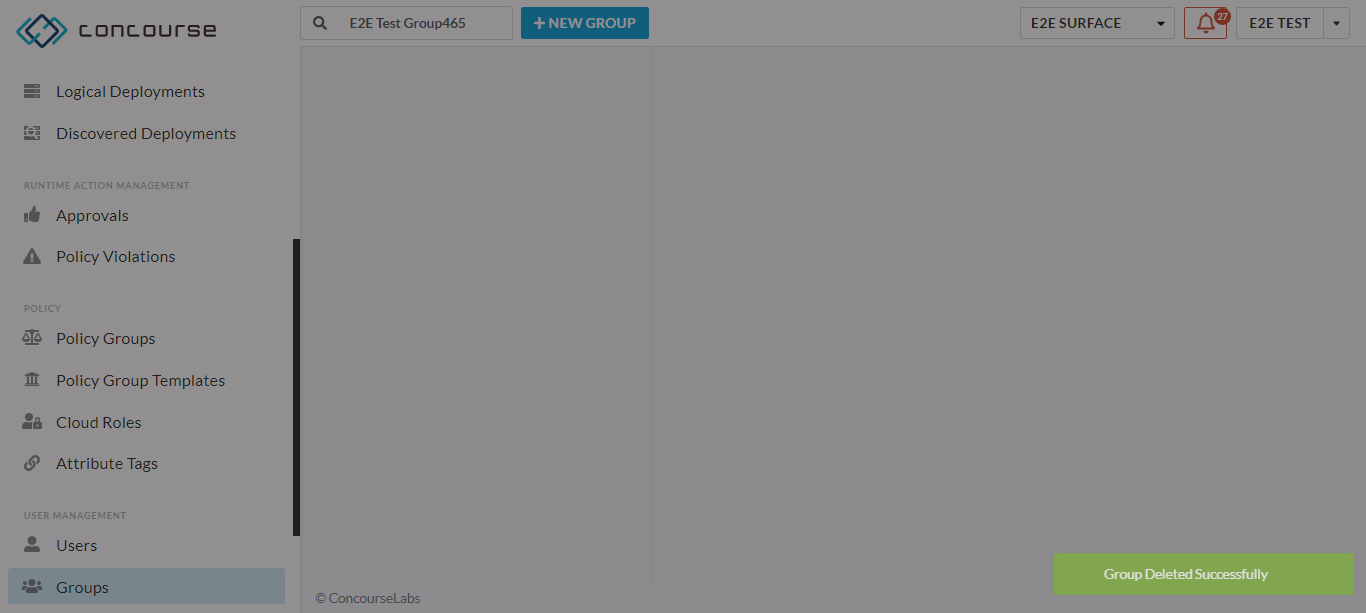 concourse
E2E Test Group465
NEW GROUP
E2E SURFACE
27
E2E TEST
Logical Deployments
Discovered Deployments
RUNTIME ACTION MANAGEMENT
Approvals
Policy Violations
POLICY
Policy Groups
Policy Group Templates
Cloud Roles
Attribute Tags
USER MANAGEMENT
Users
Groups
Group Deleted Successfully
© ConcourseLabs